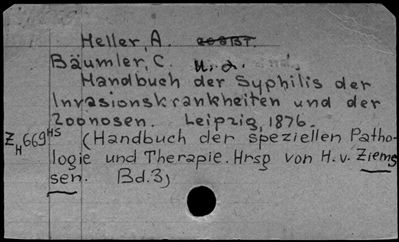 Heller, A.
Bäumler, C. u. a.
Handbuch der Syphilis der
Invasionskrankheiten und der
Zoonosen. Leipzig, 1876.
ZH 669 HS (Handbuch der speziellen Patho-
logie und Therapie. Hrsg von H. v. Ziems
sen. Bd.3)